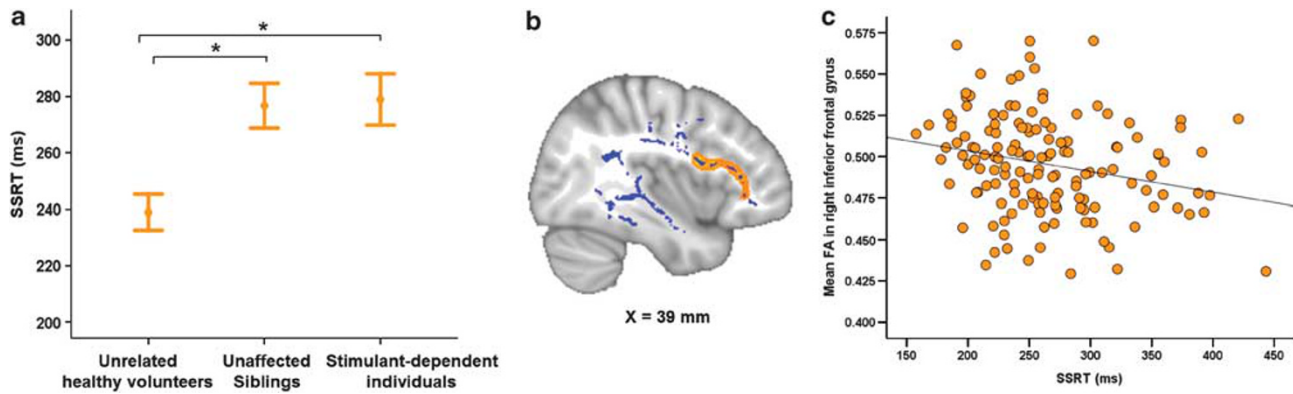 a
SSRT (ms)
300
280
260
240
220
200
*
*
Unrelated
healthy volunteers
Unaffected
Siblings
Stimulant-dependent
individuals
b
X = 39 mm
c
Mean FA in right inferior frontal gyrus
0.575
0.550
0.525
0.500
0.475
0.450
0.425
0.400
150 200 250 300 350 400 450
SSRT (ms)